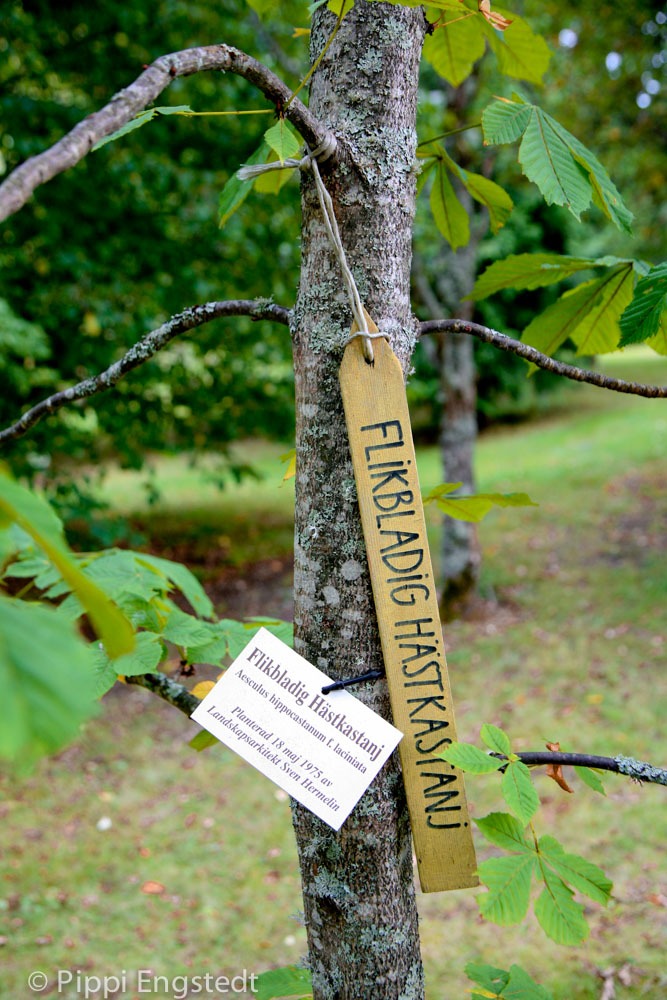 FLIKBLADIG HÄSTKASTANJ
Flikbladig Hästkastanj
Aesculus hippocastanum f. laciniata
Planterad 18 maj 1975 av
Landskapsarkitekt Sven Hermelin
© Pippi Engstedt